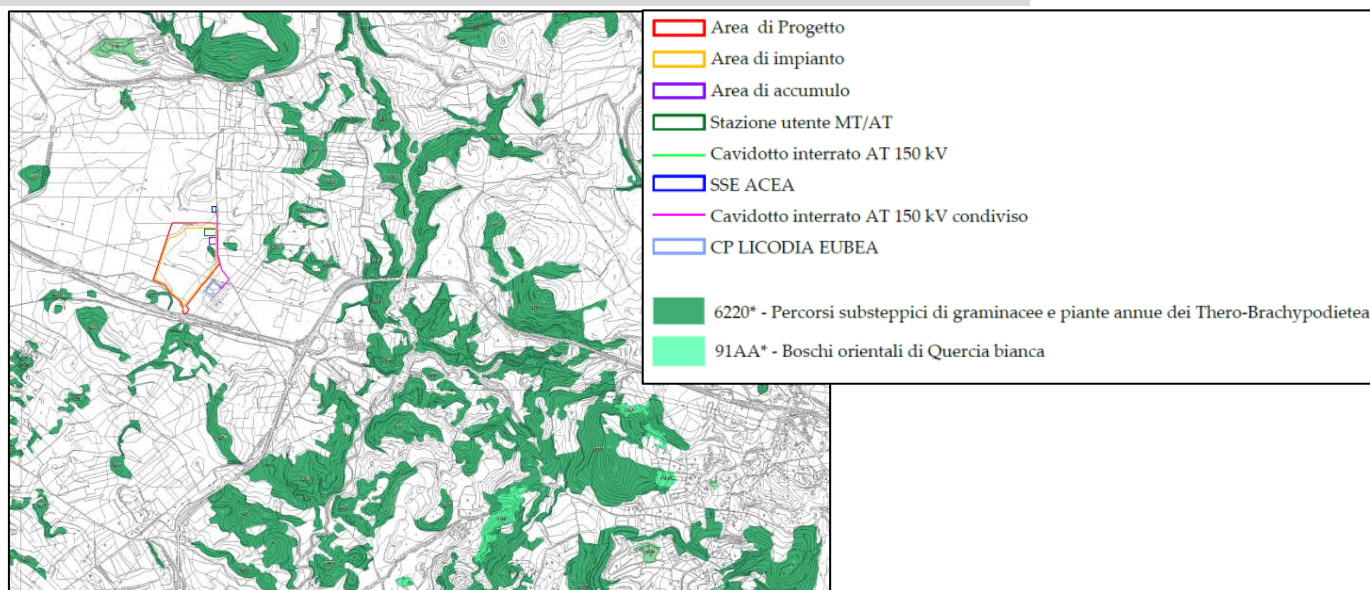 Area di Progetto
Area di impianto
Area di accumulo
Stazione utente MT/AT
Cavidotto interrato AT 150 kV
SSE ACEA
Cavidotto interrato AT 150 kV condiviso
CP LICODIA EUBEA
6220* - Percorsi substeppici di graminacee e piante annue dei Thero-Brachypodietea
91AA* - Boschi orientali di Quercia bianca